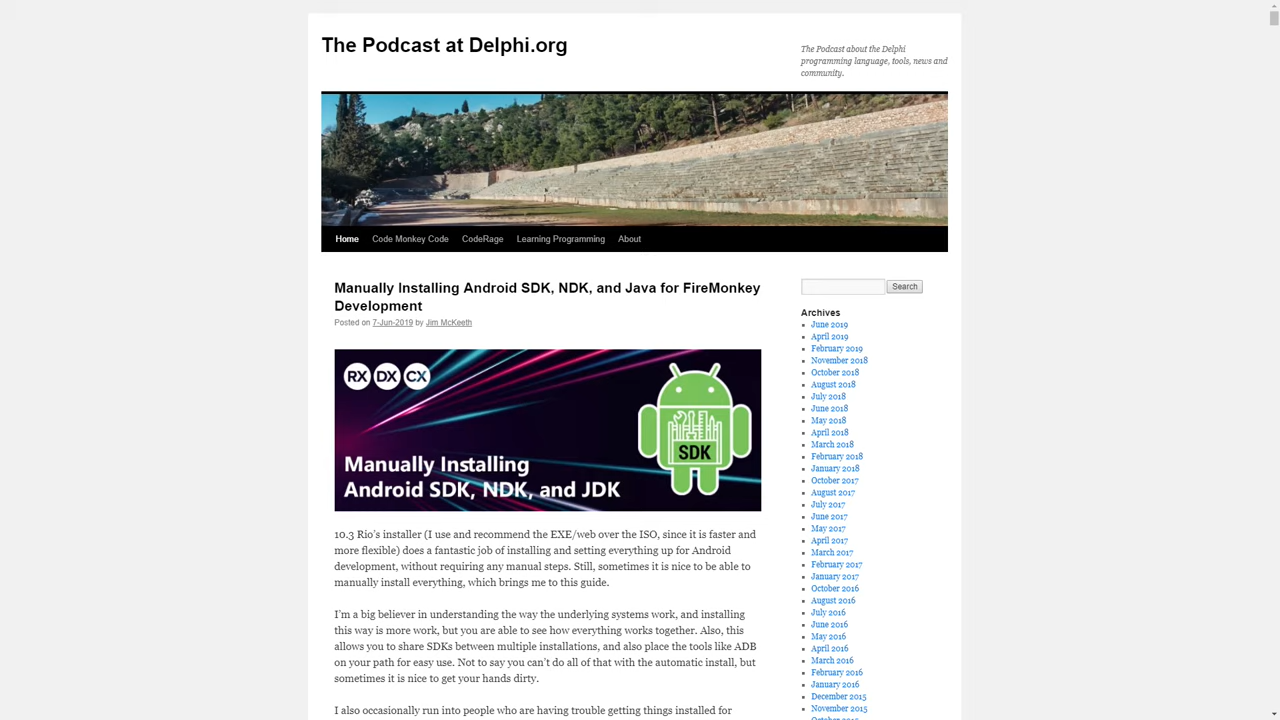 The Podcast at Delphi.org
The Podcast about the Delphi
programming language, tools, news and
community.
Home Code Monkey Code CodeRage Learning Programming About
Manually Installing Android SDK, NDK, and Java for FireMonkey
Development
Posted on 7-Jun-2019 by Jim McKeeth
RX DX CX
SDK
Manually Installing
Android SDK, NDK, and JDK
10.3 Rio's installer (I use and recommend the EXE/web over the ISO, since it is faster and
more flexible) does a fantastic job of installing and setting everything up for Android
development, without requiring any manual steps. Still, sometimes it is nice to be able to
manually install everything, which brings me to this guide.
I'm a big believer in understanding the way the underlying systems work, and installing
this way is more work, but you are able to see how everything works together. Also, this
allows you to share SDKs between multiple installations, and also place the tools like ADB
on your path for easy use. Not to say you can't do all of that with the automatic install, but
sometimes it is nice to get your hands dirty.
I also occasionally run into people who are having trouble getting things installed for
Search
Archives
June 2019
April 2019
February 2019
November 2018
October 2018
August 2018
July 2018
June 2018
May 2018
April 2018
March 2018
February 2018
January 2018
October 2017
August 2017
July 2017
June 2017
May 2017
April 2017
March 2017
February 2017
January 2017
October 2016
August 2016
July 2016
June 2016
May 2016
April 2016
March 2016
February 2016
January 2016
December 2015
November 2015